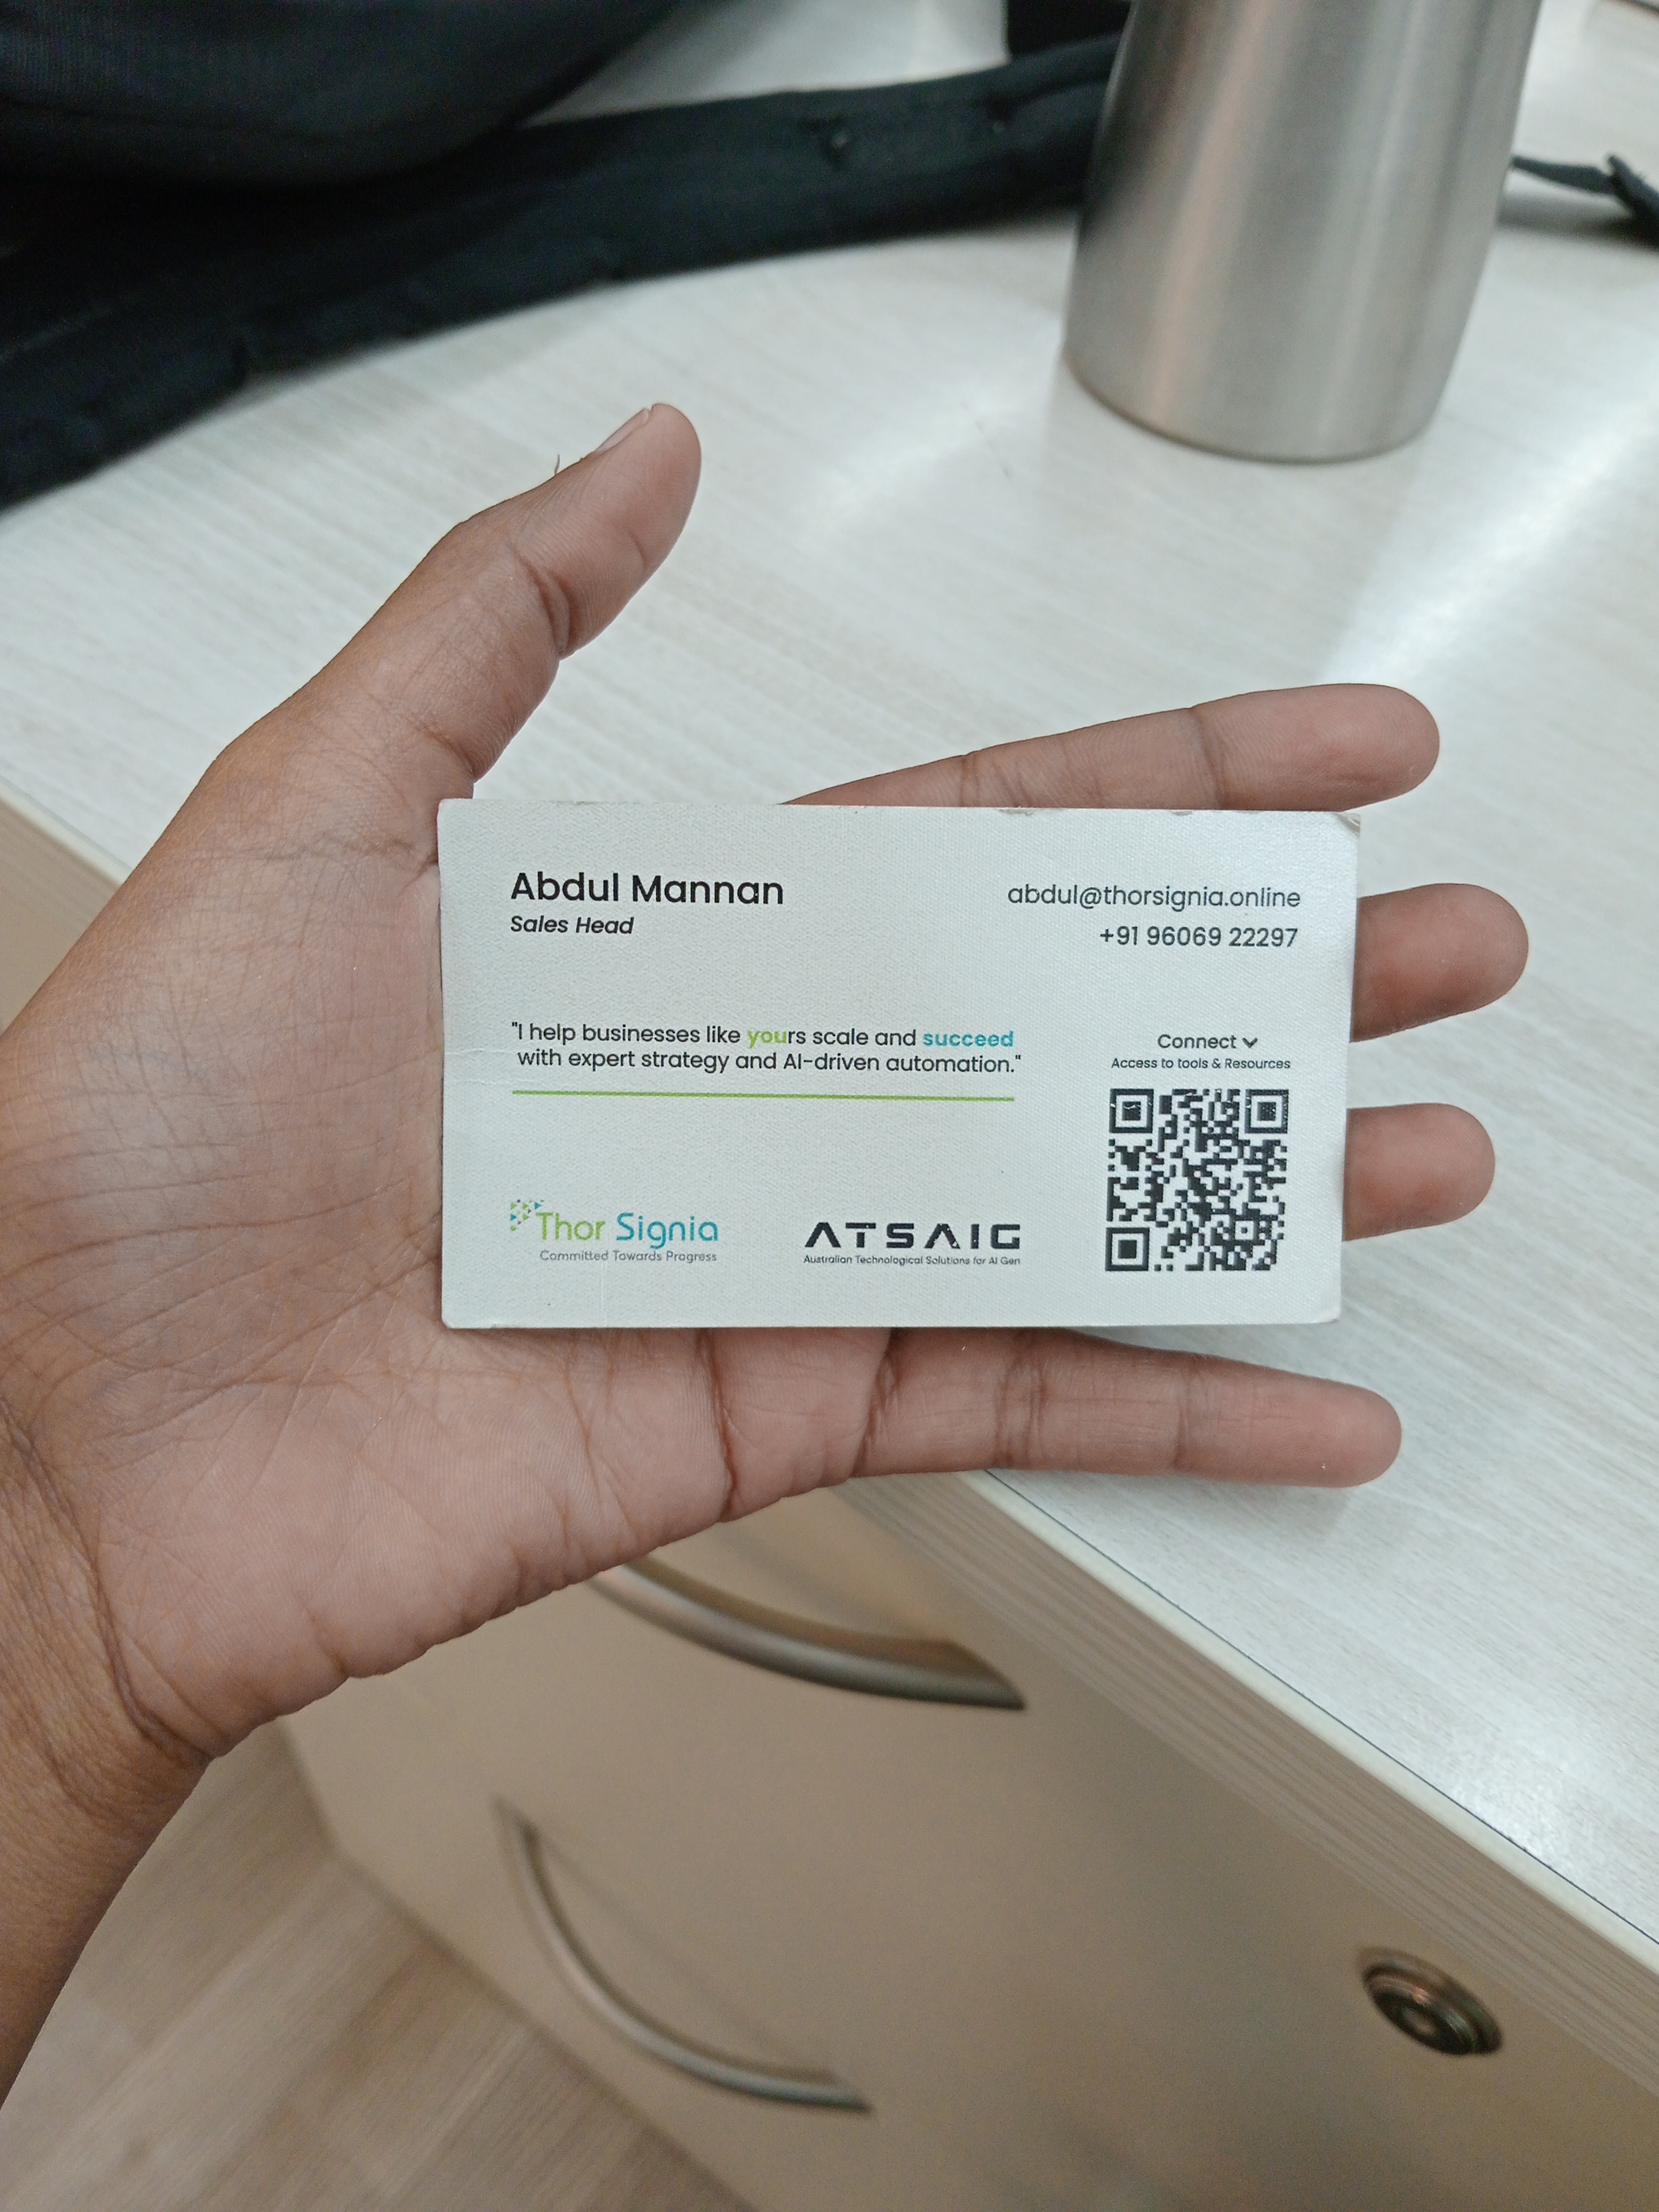 Abdul Mannan
Sales Head
abdul@thorsignia.online
+91 96069 22297
"I help businesses like yours scale and succeed
with expert strategy and AI-driven automation."
Connect
Access to tools & Resources
Thor Signia
Committed Towards Progress
ATSAIG
Australian Technological Solutions for AI Gen